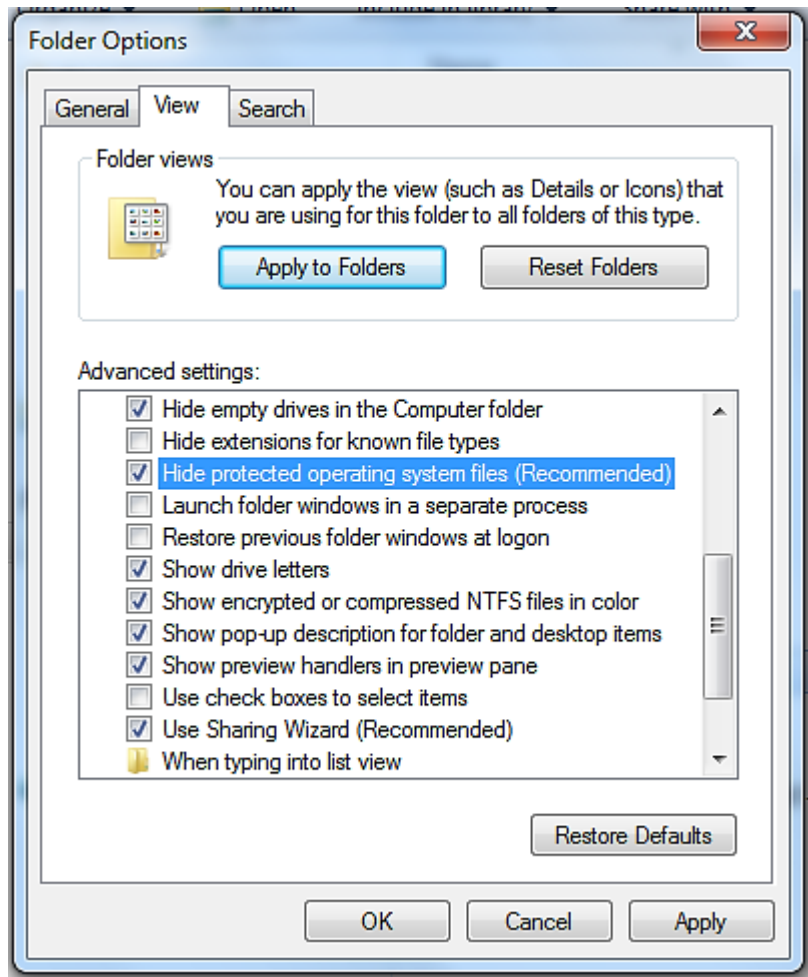 Folder Options
General View Search
Folder views
You can apply the view (such as Details or Icons) that
you are using for this folder to all folders of this type.
Apply to Folders Reset Folders
Advanced settings:
Hide empty drives in the Computer folder
Hide extensions for known file types
Hide protected operating system files (Recommended)
Launch folder windows in a separate process
Restore previous folder windows at logon
Show drive letters
Show encrypted or compressed NTFS files in color
Show pop-up description for folder and desktop items
Show preview handlers in preview pane
Use check boxes to select items
Use Sharing Wizard (Recommended)
When typing into list view
Restore Defaults
OK Cancel Apply